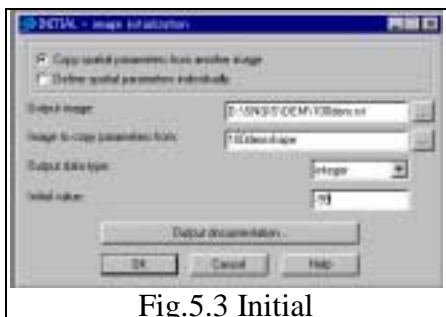 INITIAL - image initialization
Copy spatial parameters from another image
Define spatial parameters individually
Output image:
Image to copy parameters from:
Output data type:
integer
Initial value:
Output documentation...
OK Cancel Help
Fig.5.3 Initial